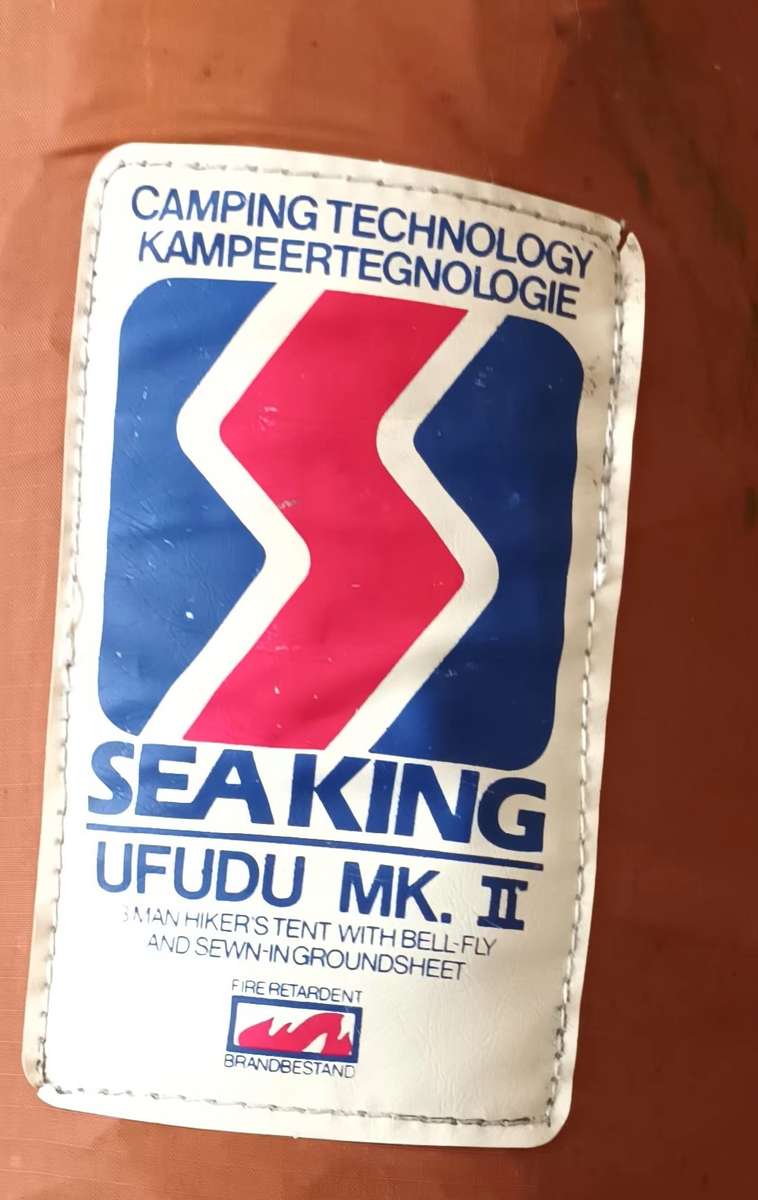 CAMPING TECHNOLOGY
KAMPEERTEGNOLOGIE
SEA KING
UFUDU MK. II
3 MAN HIKER'S TENT WITH BELL-FLY
AND SEWN-IN GROUNDSHEET
FIRE RETARDENT
BRANDBESTAND